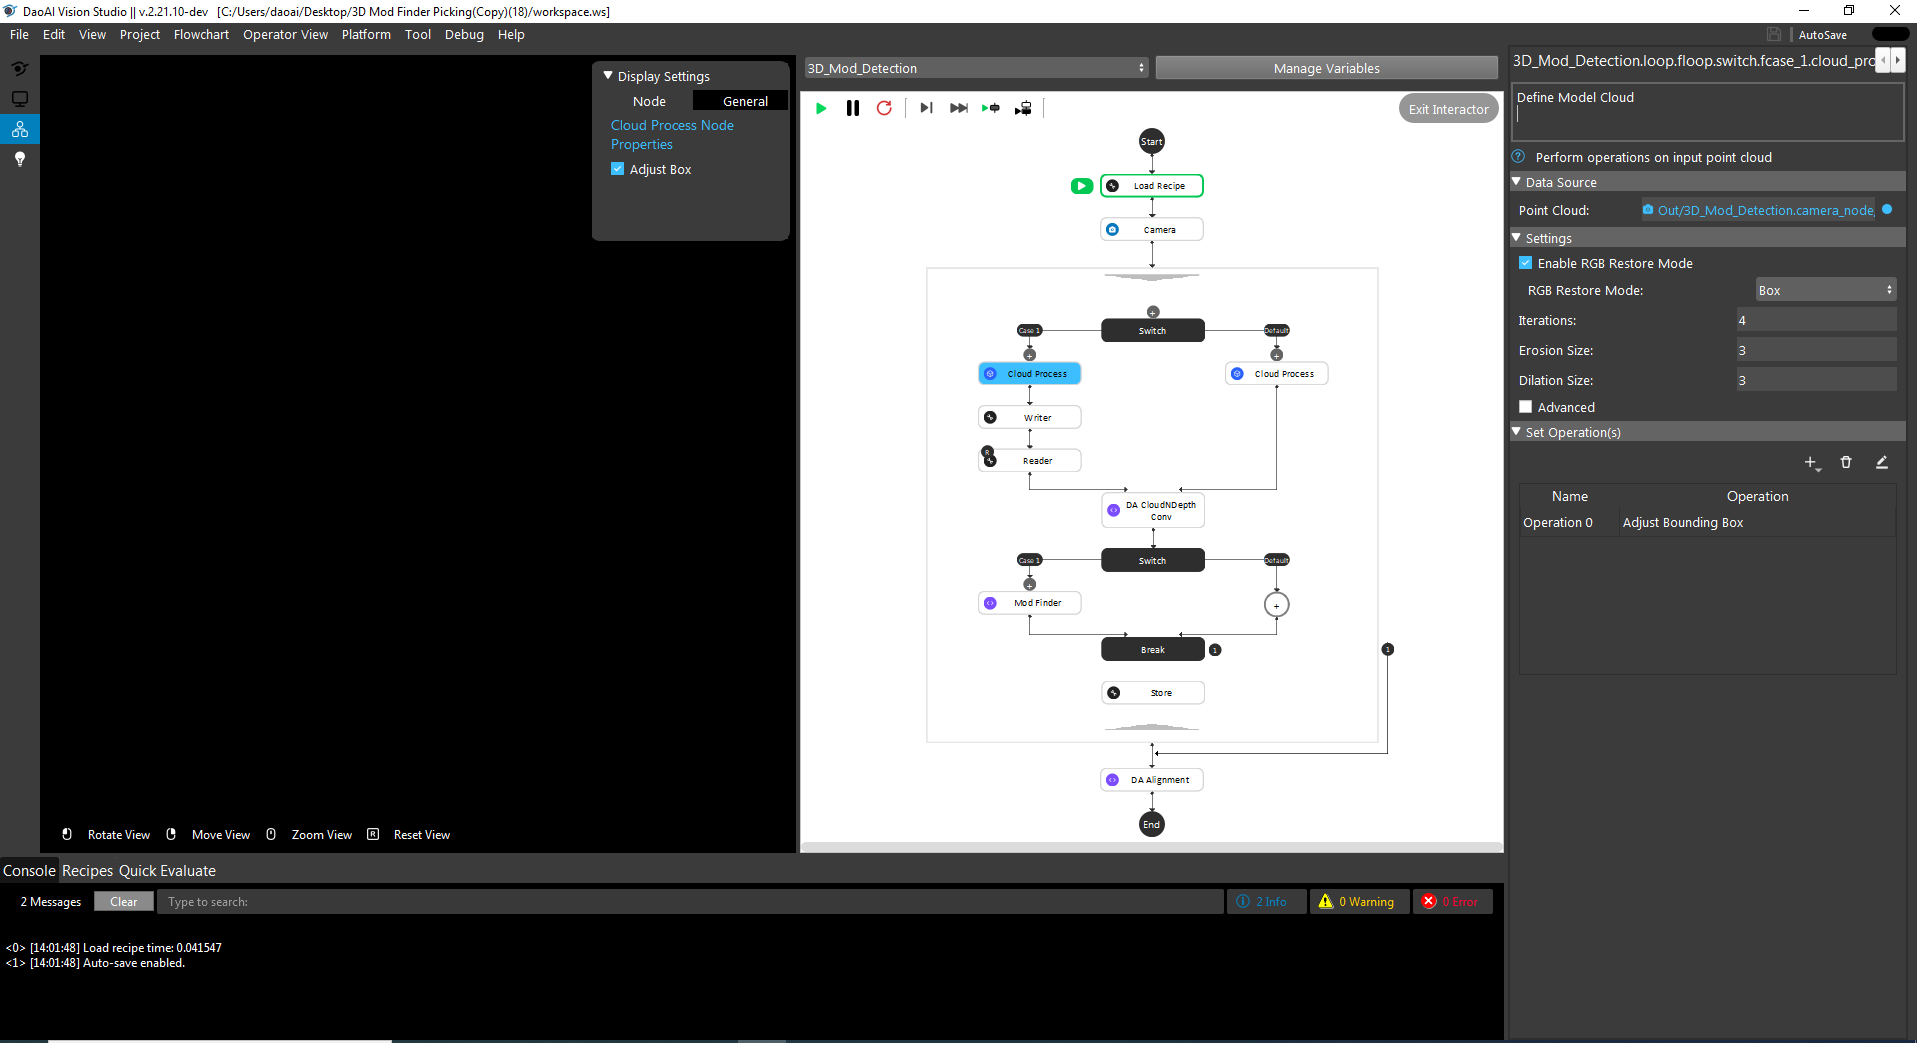 DaoAI Vision Studio || v.2.21.10-dev   [C:/Users/daoai/Desktop/3D Mod Finder Picking(Copy)(18)/workspace.ws]
File Edit View Project Flowchart Operator View Platform Tool Debug Help
AutoSave
Display Settings
Node General
Cloud Process Node
Properties
Adjust Box
Rotate View Move View Zoom View R Reset View
3D_Mod_Detection
Manage Variables
Exit Interactor
Start
Load Recipe
Camera
+
Case 1 Switch Default
+ +
Cloud Process Cloud Process
Writer
R
Reader
DA CloudNDepth
Conv
Case 1 Switch Default
+
Mod Finder +
Break 1 1
Store
DA Alignment
End
3D_Mod_Detection.loop.floop.switch.fcase_1.cloud_pro
Define Model Cloud
? Perform operations on input point cloud
Data Source
Point Cloud: Out/3D_Mod_Detection.camera_node.
Settings
Enable RGB Restore Mode
RGB Restore Mode: Box
Iterations: 4
Erosion Size: 3
Dilation Size: 3
Advanced
Set Operation(s)
Name Operation
Operation 0 Adjust Bounding Box
Console Recipes Quick Evaluate
2 Messages Clear Type to search: 2 Info 0 Warning 0 Error
<0> [14:01:48] Load recipe time: 0.041547
<1> [14:01:48] Auto-save enabled.